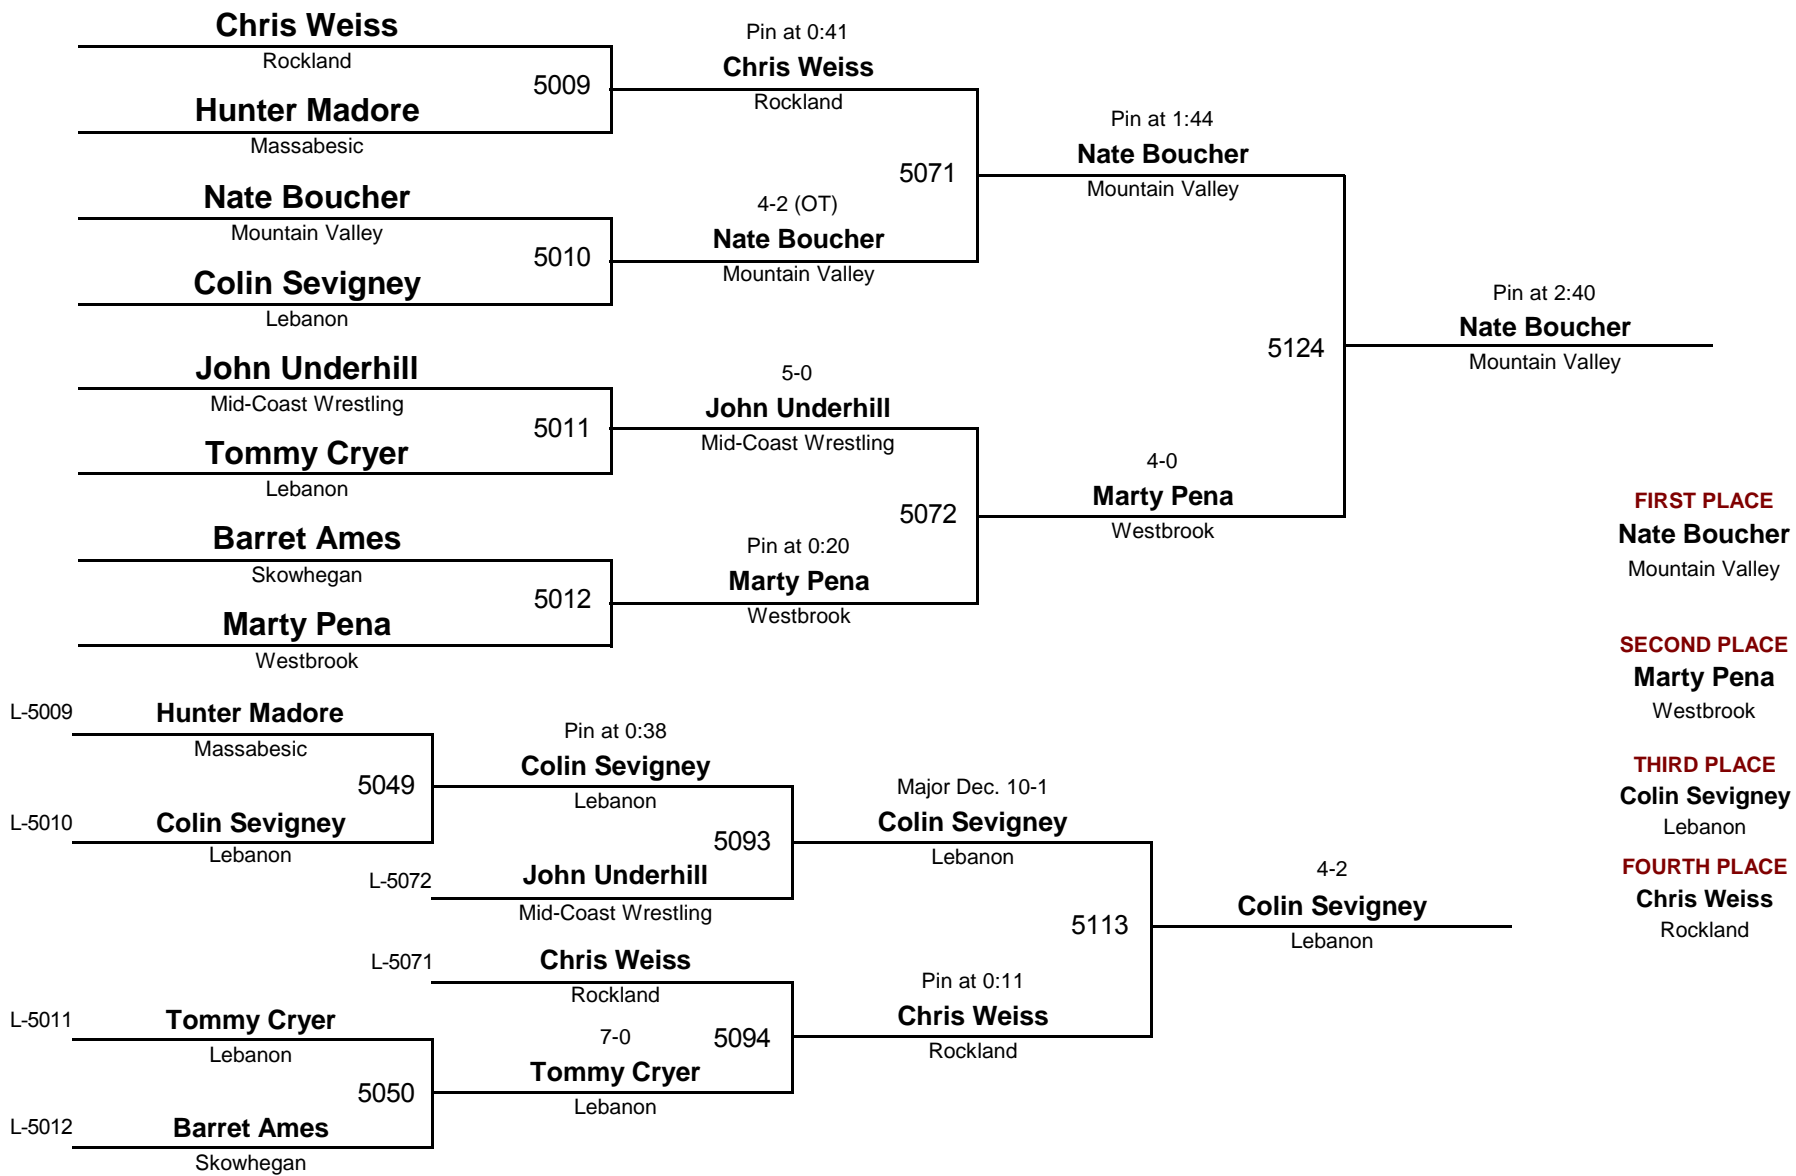 Chris Weiss
Rockland
5009
Hunter Madore
Massabesic
Pin at 0:41
Chris Weiss
Rockland
Nate Boucher
Mountain Valley
5010
Colin Sevigney
Lebanon
4-2 (OT)
Nate Boucher
Mountain Valley
5071
Pin at 1:44
Nate Boucher
Mountain Valley
John Underhill
Mid-Coast Wrestling
5011
Tommy Cryer
Lebanon
5-0
John Underhill
Mid-Coast Wrestling
Barret Ames
Skowhegan
5012
Marty Pena
Westbrook
Pin at 0:20
Marty Pena
Westbrook
5072
4-0
Marty Pena
Westbrook
5124
Pin at 2:40
Nate Boucher
Mountain Valley
FIRST PLACE
Nate Boucher
Mountain Valley
SECOND PLACE
Marty Pena
Westbrook
THIRD PLACE
Colin Sevigney
Lebanon
FOURTH PLACE
Chris Weiss
Rockland
L-5009
Hunter Madore
Massabesic
5049
L-5010
Colin Sevigney
Lebanon
Pin at 0:38
Colin Sevigney
Lebanon
5093
L-5072
John Underhill
Mid-Coast Wrestling
Major Dec. 10-1
Colin Sevigney
Lebanon
L-5071
Chris Weiss
Rockland
L-5011
Tommy Cryer
Lebanon
5050
L-5012
Barret Ames
Skowhegan
7-0
Tommy Cryer
Lebanon
5094
Pin at 0:11
Chris Weiss
Rockland
5113
4-2
Colin Sevigney
Lebanon